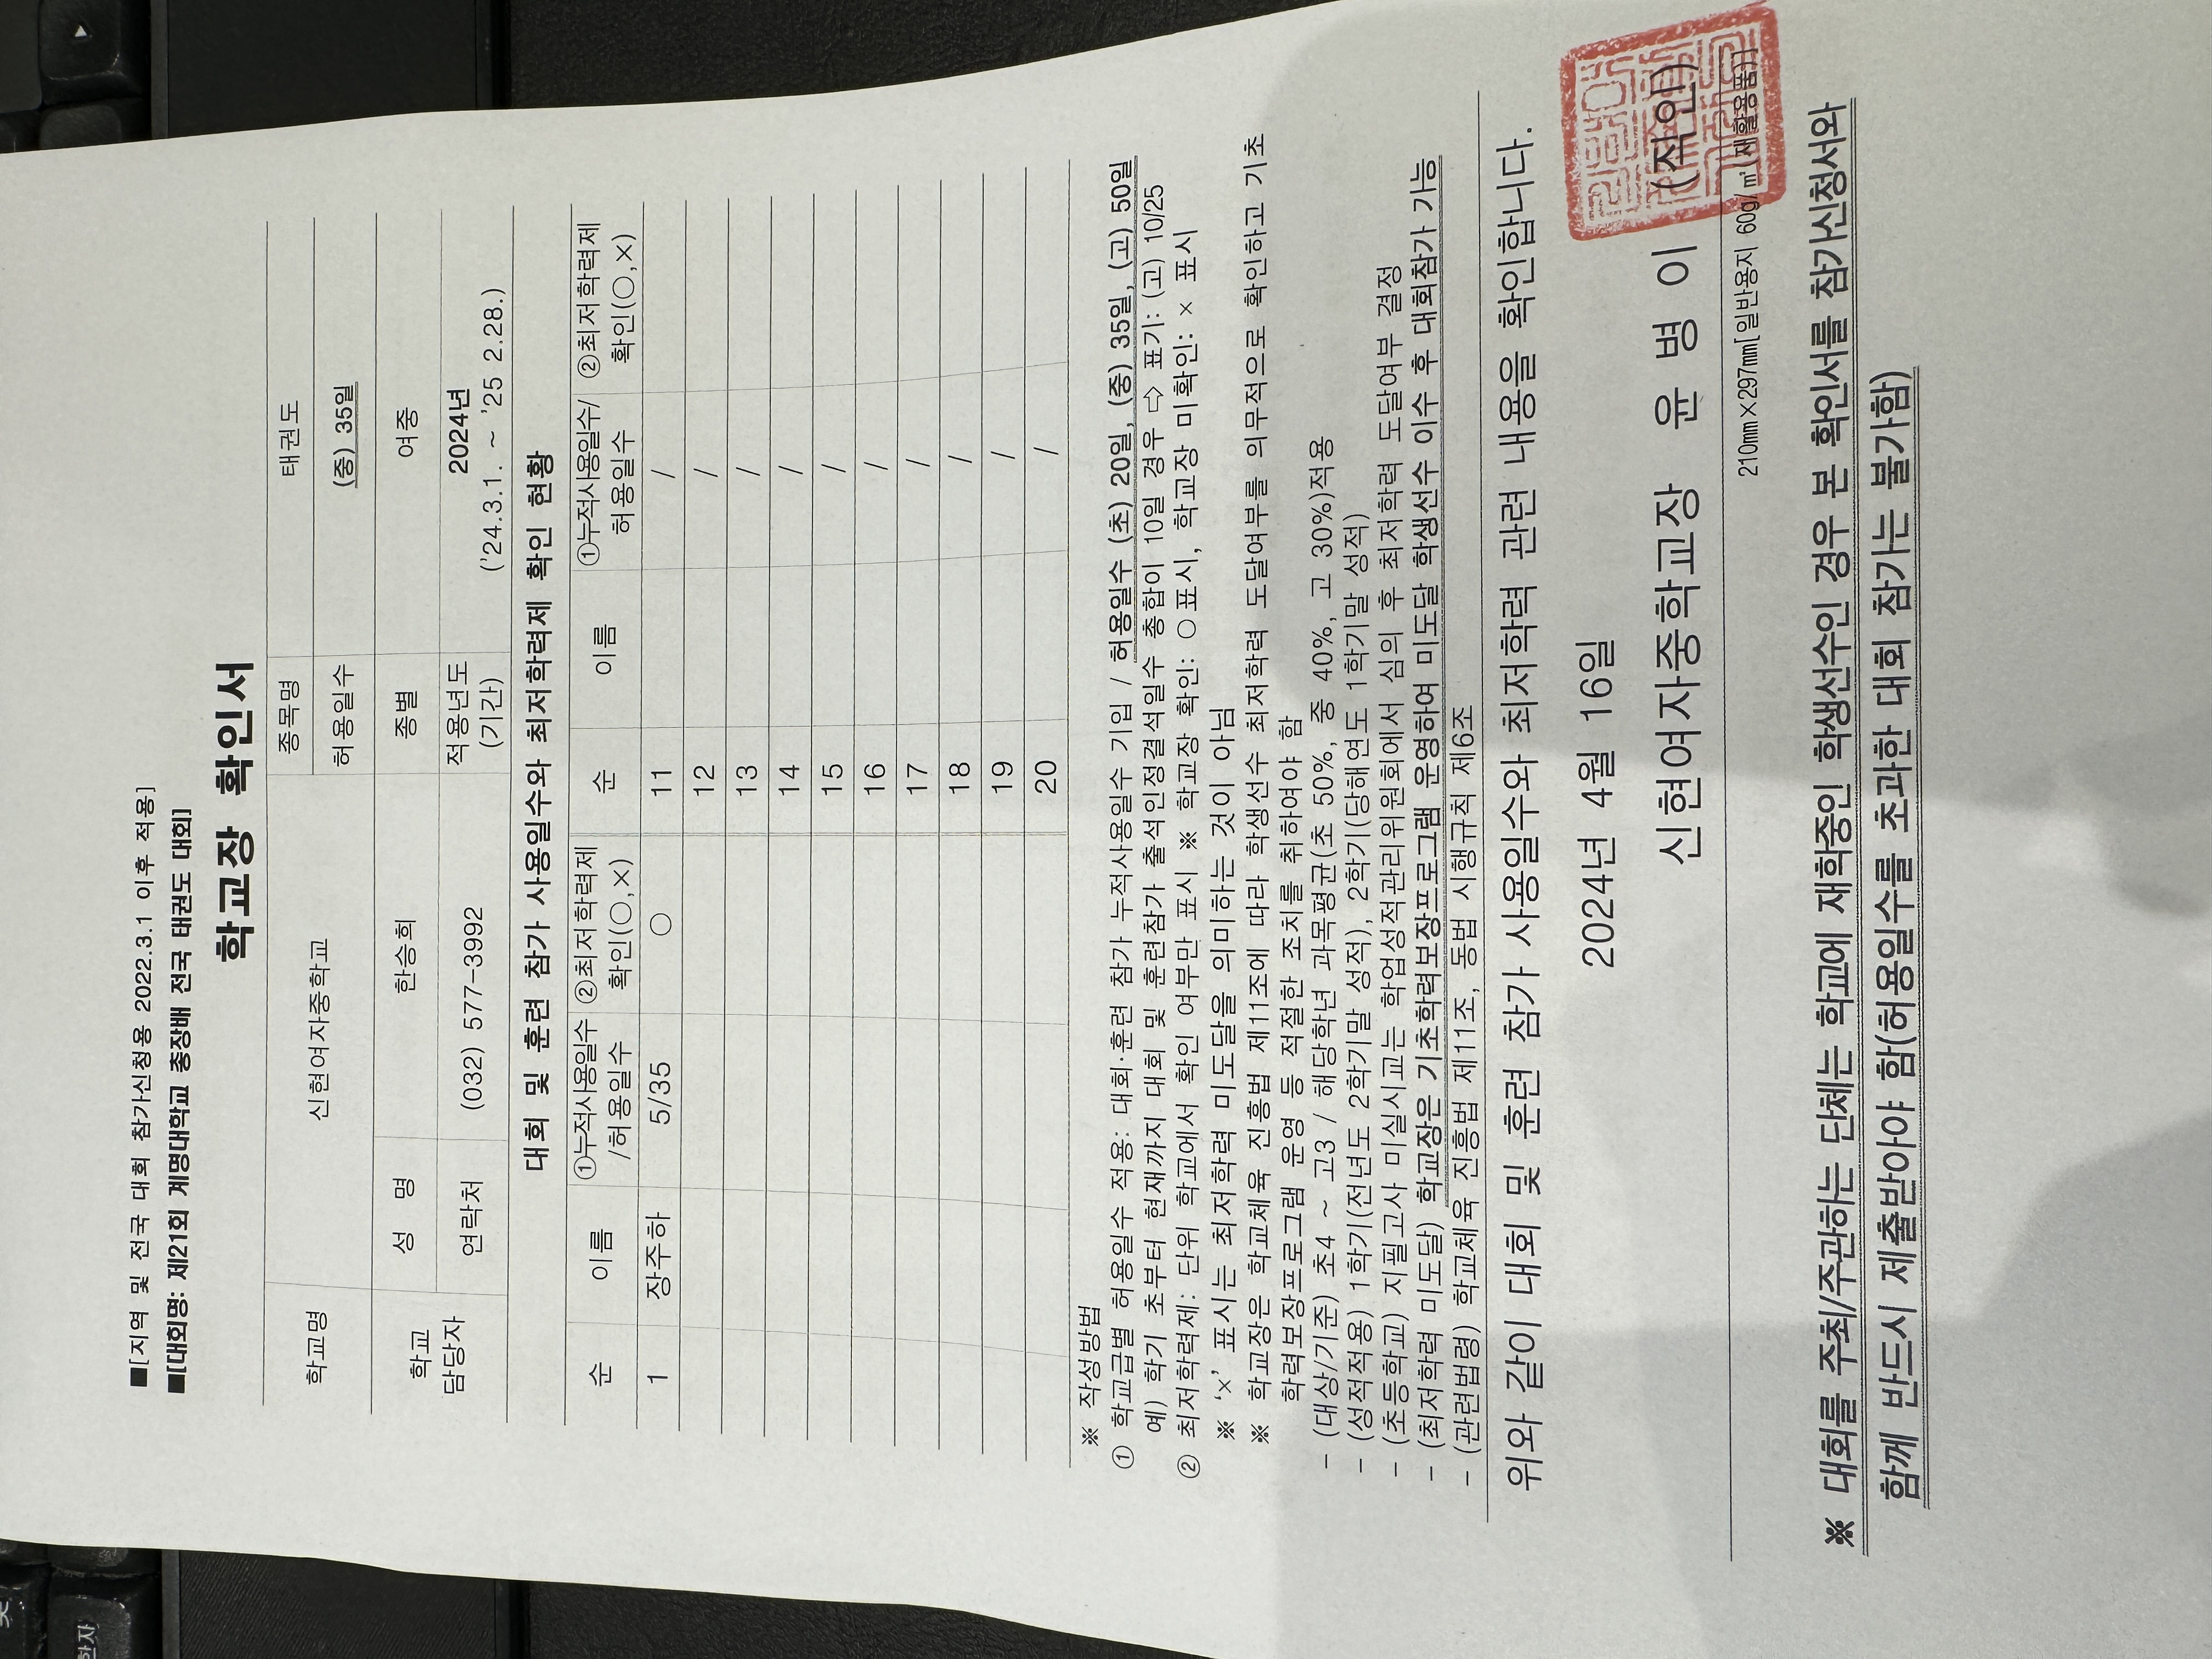 ■[지역 및 전국 대회 참가신청용 2022.3.1 이후 적용]
■[대회명: 제21회 계명대학교 총장배 전국 태권도 대회]
학교장 확인서
학교명 신현여자중학교 종목명 태권도
허용일수 (중) 35일
학교 담당자 성 명 한승희 종별 여중
연락처 (032) 577-3992 적용년도 (기간) 2024년 ('24.3.1. ~ '25 2.28.)
대회 및 훈련 참가 사용일수와 최저학력제 확인 현황
순 이름 ①누적사용일수/허용일수 ②최저학력제 확인(○,×) 순 이름 ①누적사용일수/허용일수 ②최저학력제 확인(○,×)
1 장주하 5/35 ○ 11 /
12 /
13 /
14 /
15 /
16 /
17 /
18 /
19 /
20 /
※ 작성방법
① 학교급별 허용일수 적용: 대회·훈련 참가 누적사용일수 기입 / 허용일수 (초) 20일, (중) 35일, (고) 50일
예) 학기 초부터 현재까지 대회 및 훈련참가 출석인정결석일수 총합이 10일 경우 ⇨ 표기: (고) 10/25
② 최저학력제: 단위 학교에서 확인 여부만 표시 ※ 학교장 확인: ○ 표시, 학교장 미확인: × 표시
※ '×' 표시는 최저학력 미도달을 의미하는 것이 아님
※ 학교장은 학교체육 진흥법 제11조에 따라 학생선수 최저학력 도달여부를 의무적으로 확인하고 기초
학력보장프로그램 운영 등 적절한 조치를 취하여야 함
- (대상/기준) 초4 ~ 고3 / 해당학년 과목평균(초 50%, 중 40%, 고 30%)적용
- (성적적용) 1학기(전년도 2학기말 성적), 2학기(당해연도 1학기말 성적)
- (초등학교) 지필고사 미실시교는 학업성적관리위원회에서 심의 후 최저학력 도달여부 결정
- (최저학력 미도달) 학교장은 기초학력보장프로그램 운영하여 미도달 학생선수 이수 후 대회참가 가능
- (관련법령) 학교체육 진흥법 제11조, 동법 시행규칙 제6조
위와 같이 대회 및 훈련 참가 사용일수와 최저학력 관련 내용을 확인합니다.
2024년 4월 16일
신현여자중학교장 윤 병 이 (직인)
210mm×297mm[일반용지 60g/㎡(재활용품)]
※ 대회를 주최/주관하는 단체는 학교에 재학중인 학생선수인 경우 본 확인서를 참가신청서와
함께 반드시 제출받아야 함(허용일수를 초과한 대회 참가는 불가함)
한자